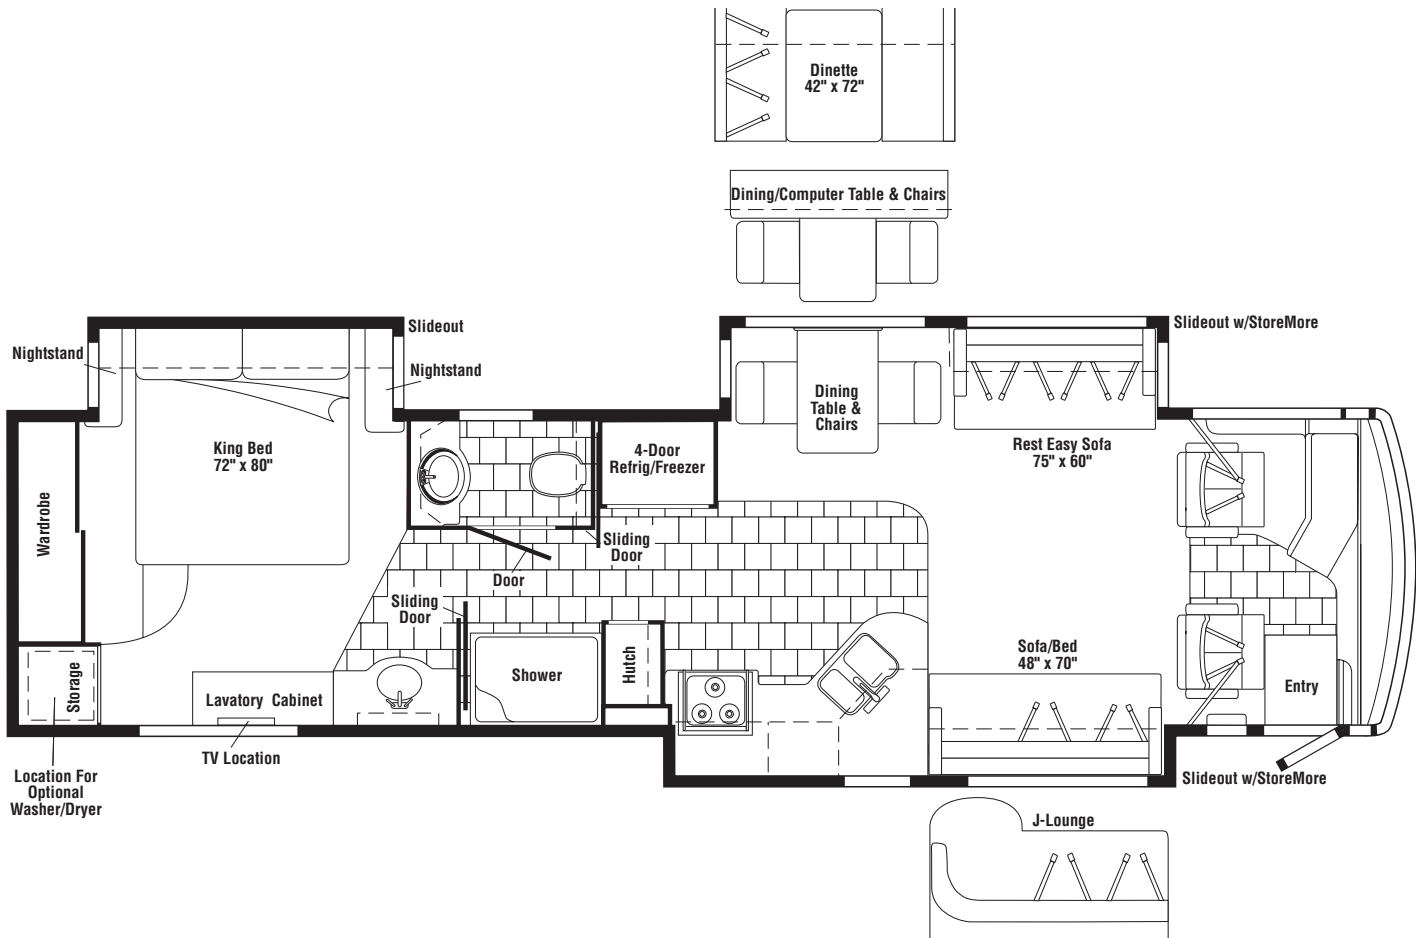 Dinette
42" x 72"
Dining/Computer Table & Chairs
Slideout
Slideout w/StoreMore
Nightstand
Nightstand
Dining
Table &
Chairs
King Bed
72" x 80"
4-Door
Refrig/Freezer
Rest Easy Sofa
75" x 60"
Wardrobe
Sliding
Door
Door
Sliding
Door
Sofa/Bed
48" x 70"
Shower
Hutch
Storage
Lavatory Cabinet
Entry
TV Location
Location For
Optional
Washer/Dryer
Slideout w/StoreMore
J-Lounge